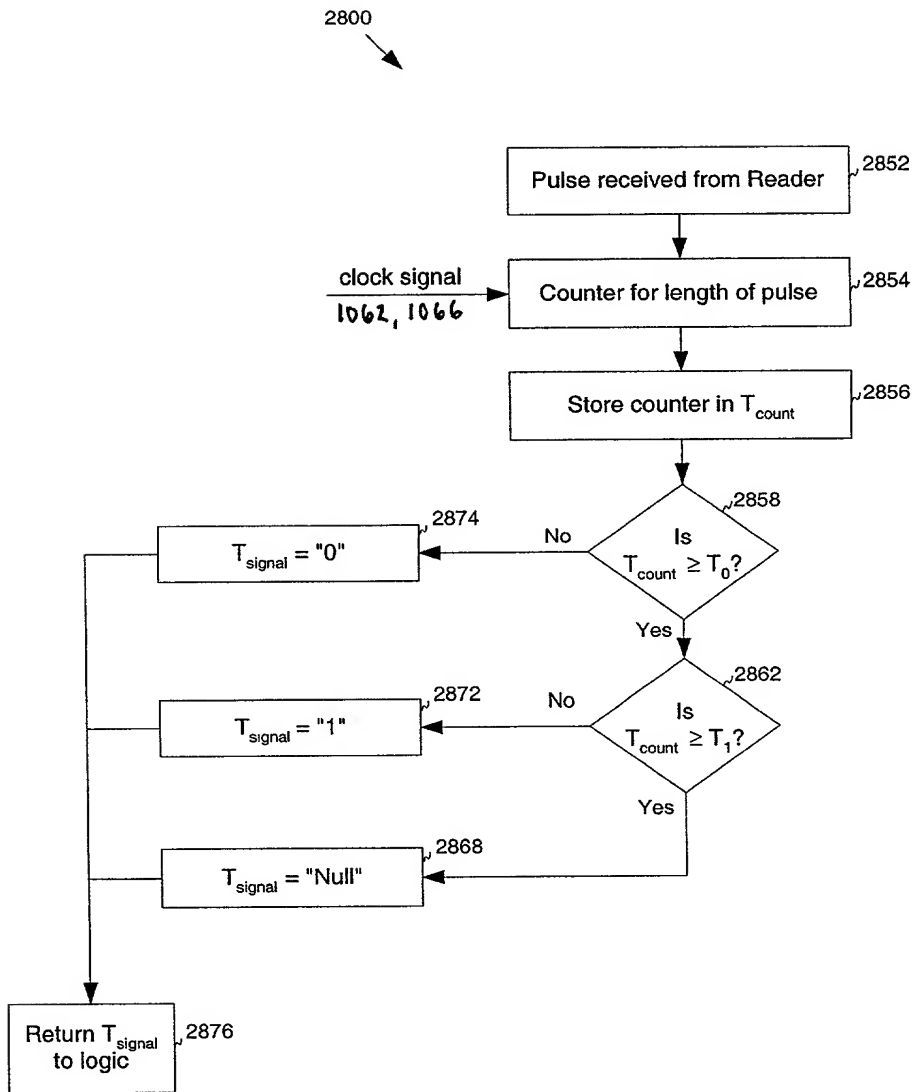 2800
Pulse received from Reader
2852
clock signal
1062, 1066
Counter for length of pulse
2854
Store counter in T_count
2856
2858
Is
T_count ≥ T_0?
No
Yes
2874
T_signal = "0"
2862
Is
T_count ≥ T_1?
No
Yes
2872
T_signal = "1"
2868
T_signal = "Null"
Return T_signal
to logic
2876